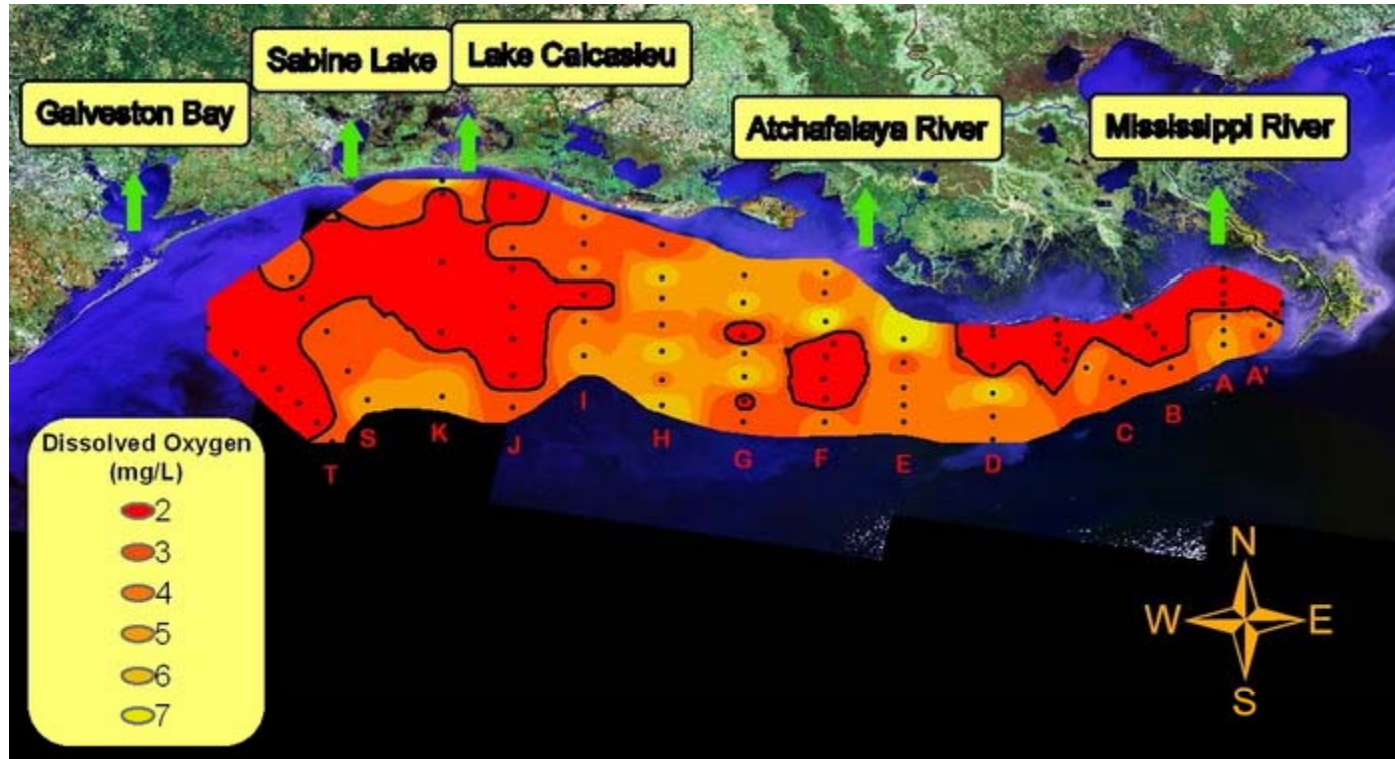 Sabine Lake
Lake Calcasieu
Galveston Bay
Atchafalaya River
Mississippi River
T
S
K
J
I
H
G
F
E
D
C
B
A
A'
Dissolved Oxygen
(mg/L)
2
3
4
5
6
7
N
W E
S